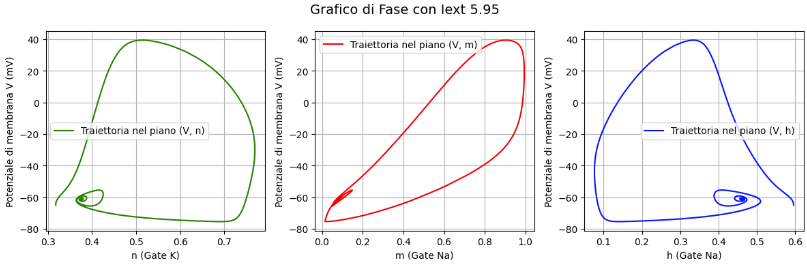 Grafico di Fase con Iext 5.95
Potenziale di membrana V (mV)
40
20
0
−20
−40
−60
−80
Traiettoria nel piano (V, n)
0.3 0.4 0.5 0.6 0.7
n (Gate K)
Potenziale di membrana V (mV)
40
20
0
−20
−40
−60
−80
Traiettoria nel piano (V, m)
0.0 0.2 0.4 0.6 0.8 1.0
m (Gate Na)
Potenziale di membrana V (mV)
40
20
0
−20
−40
−60
−80
Traiettoria nel piano (V, h)
0.1 0.2 0.3 0.4 0.5 0.6
h (Gate Na)